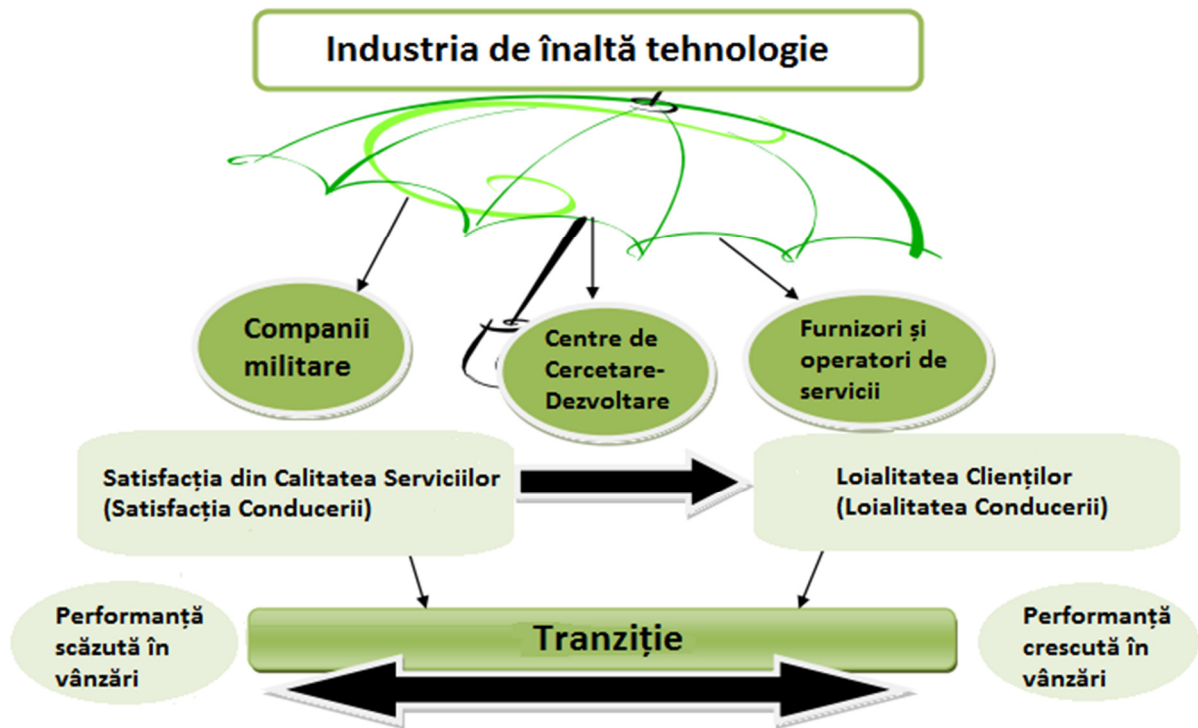 Industria de înaltă tehnologie
Companii
militare
Centre de
Cercetare-
Dezvoltare
Furnizori și
operatori de
servicii
Satisfacția din Calitatea Serviciilor
(Satisfacția Conducerii)
Loialitatea Clienților
(Loialitatea Conducerii)
Performanță
scăzută în
vânzări
Tranziție
Performanță
crescută în
vânzări